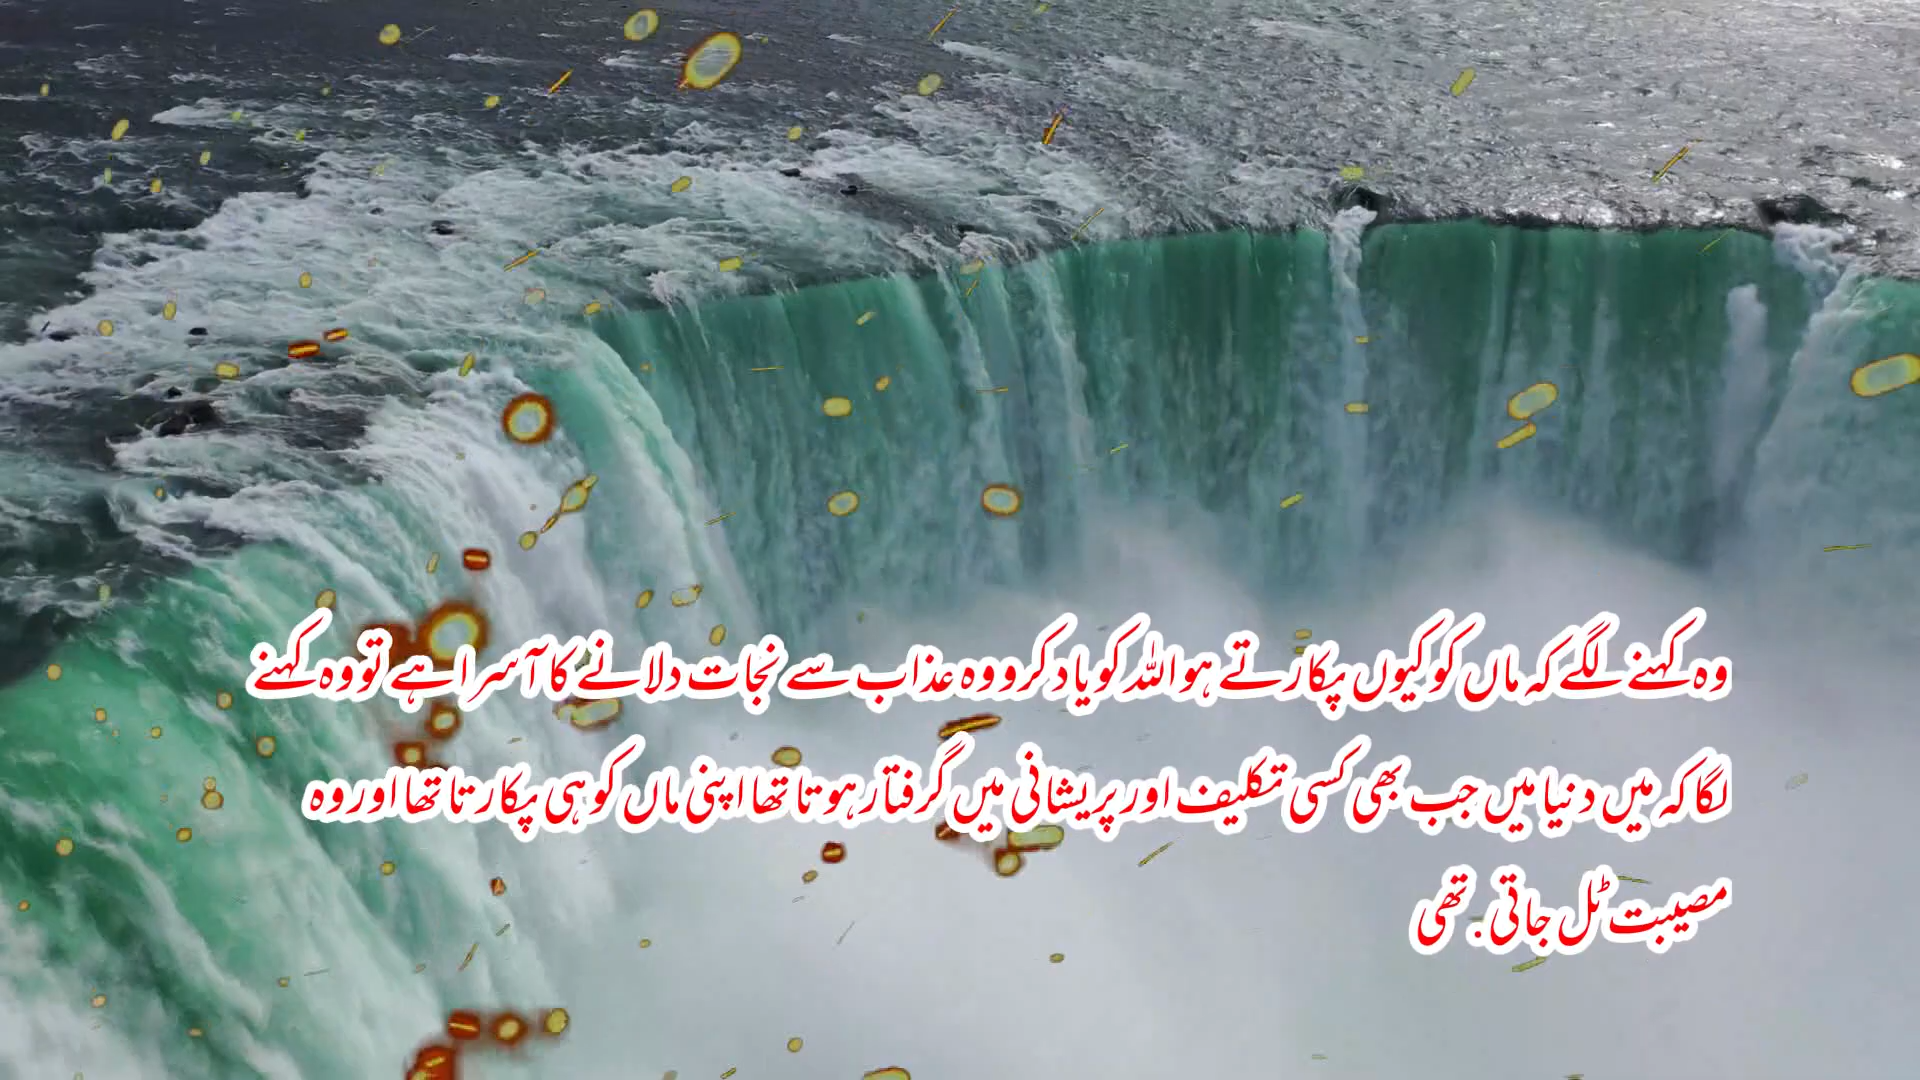 وہ کہنے لگے کہ ماں کو کیوں پکارتے ہو اللہ کو یاد کرو وہ عذاب سے نجات دلانے کا آسرا ہے تو وہ کہنے
لگا کہ میں دنیا میں جب بھی کسی تکلیف اور پریشانی میں گرفتار ہوتا تھا اپنی ماں کو ہی پکارتا تھا اور وہ
مصیبت ٹل جاتی. تھی